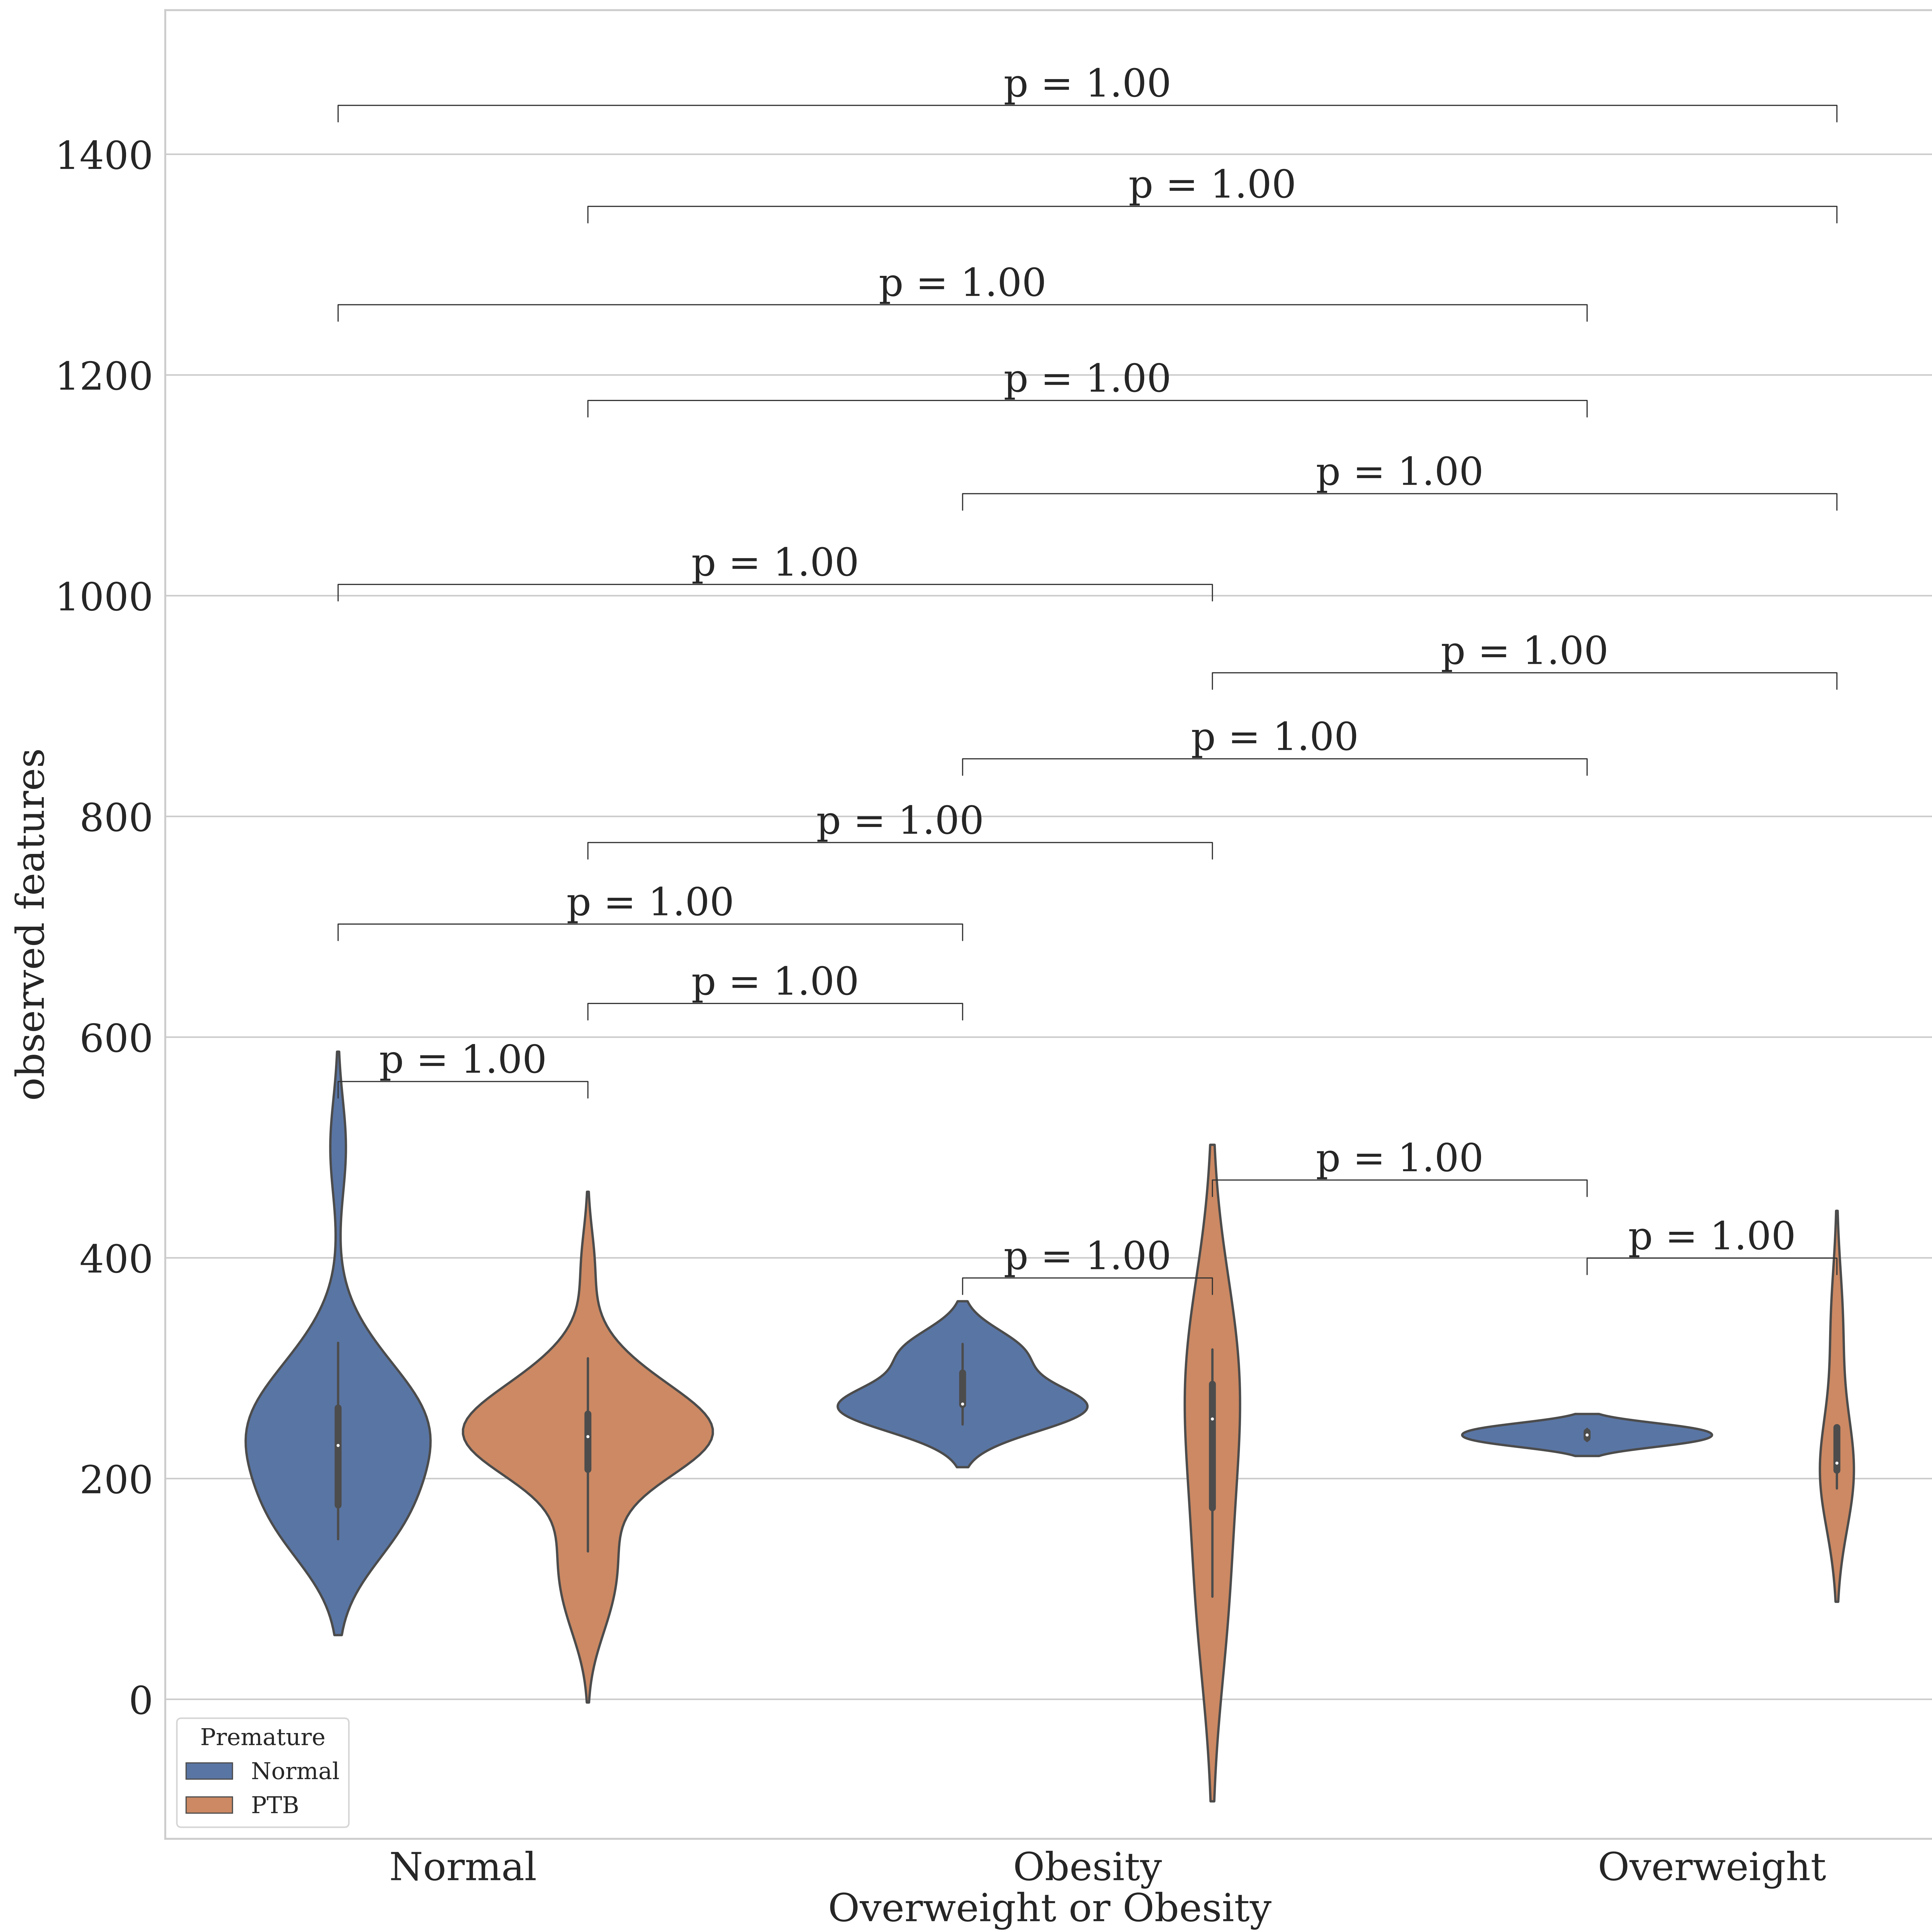 p = 1.00
1400
p = 1.00
p = 1.00
1200
p = 1.00
p = 1.00
p = 1.00
1000
p = 1.00
p = 1.00
800
p = 1.00
p = 1.00
p = 1.00
600
p = 1.00
p = 1.00
p = 1.00
p = 1.00
400
200
0
observed features
Premature
Normal
PTB
Normal
Obesity
Overweight
Overweight or Obesity